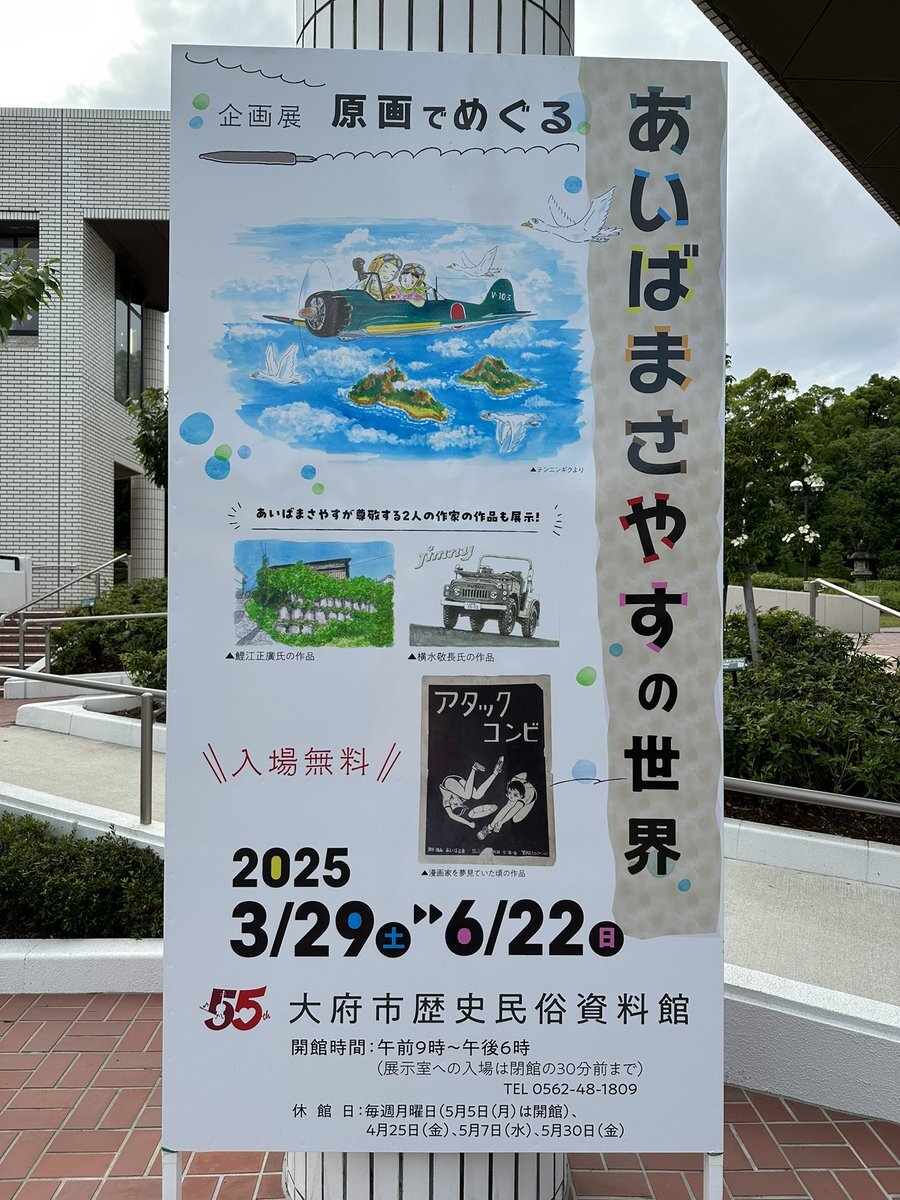 企画展 原画でめぐる
あいばまさやすの世界
V-103
▲テンニンギクより
あいばまさやすが尊敬する2人の作家の作品も展示!
jimny
SUZUKI
▲鯉江正廣氏の作品
▲横水敬長氏の作品
アタック
コンビ
入場無料
▲漫画家を夢見ていた頃の作品
2025
3/29土 6/22日
55th 大府市歴史民俗資料館
開館時間:午前9時~午後6時
(展示室への入場は閉館の30分前まで)
TEL 0562-48-1809
休館日:毎週月曜日(5月5日(月)は開館)、
4月25日(金)、5月7日(水)、5月30日(金)